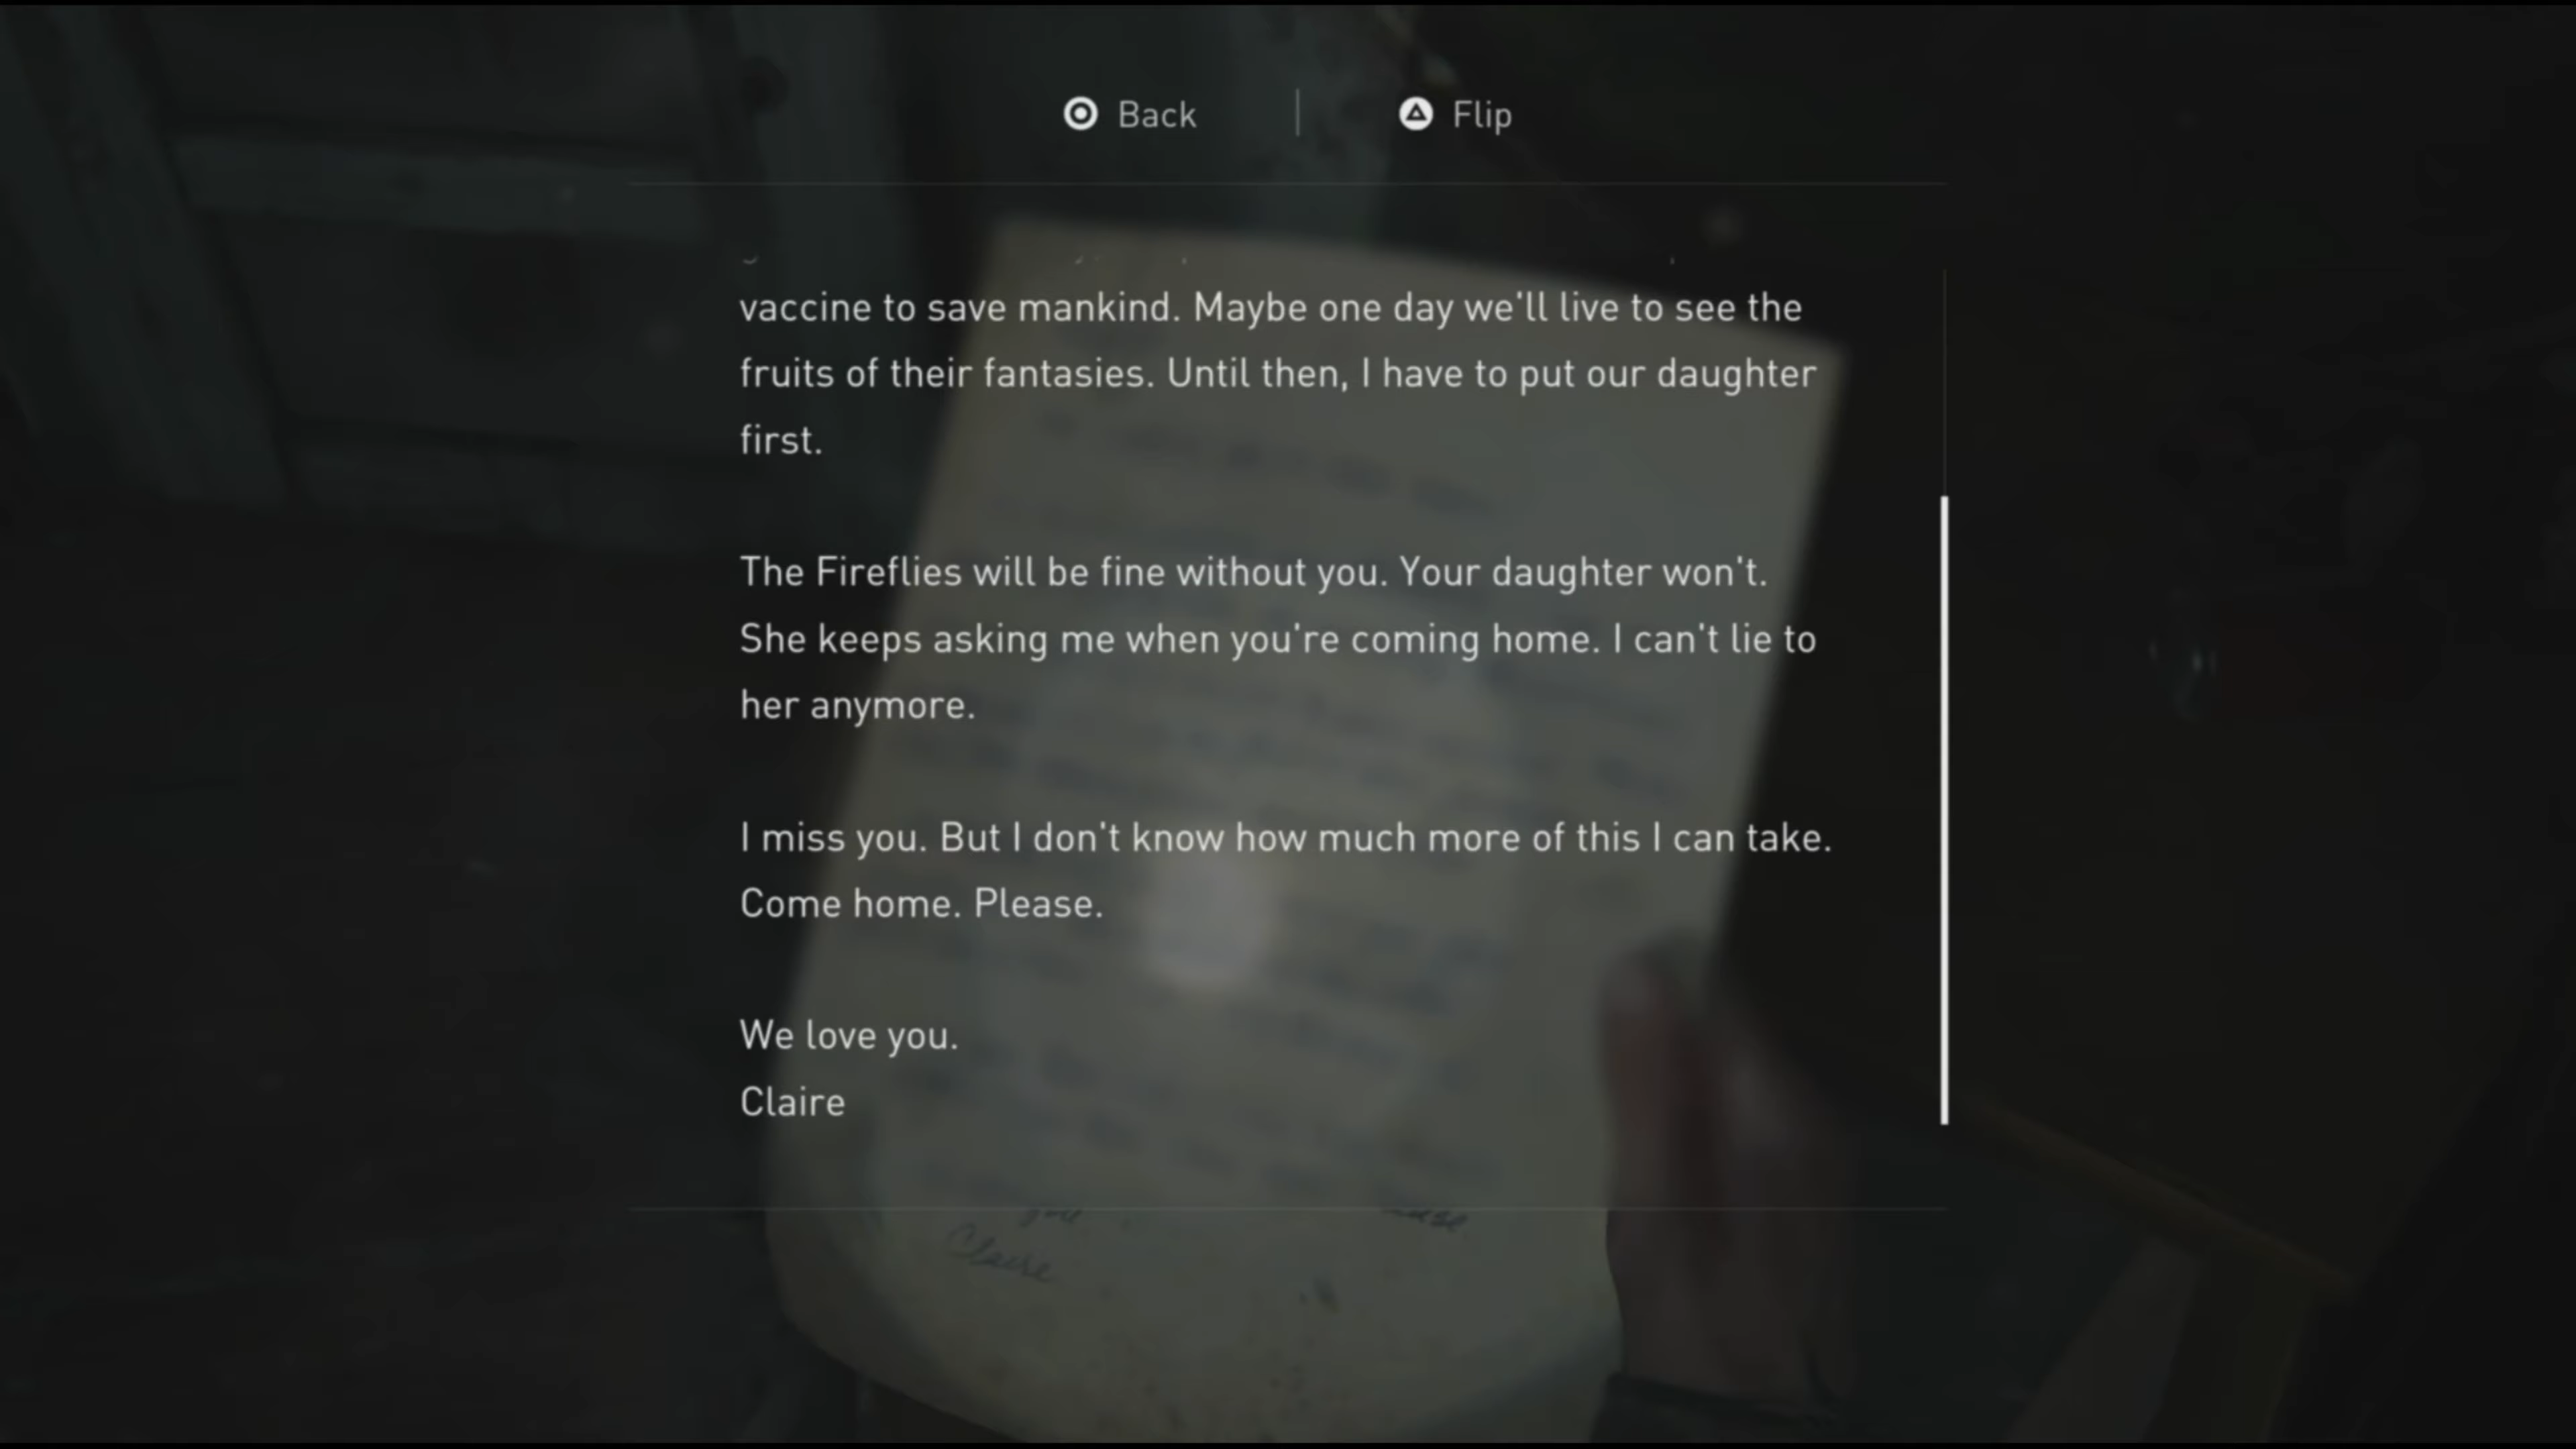 Back
Flip
vaccine to save mankind. Maybe one day we'll live to see the
fruits of their fantasies. Until then, I have to put our daughter
first.
The Fireflies will be fine without you. Your daughter won't.
She keeps asking me when you're coming home. I can't lie to
her anymore.
I miss you. But I don't know how much more of this I can take.
Come home. Please.
We love you.
Claire
you
Claire